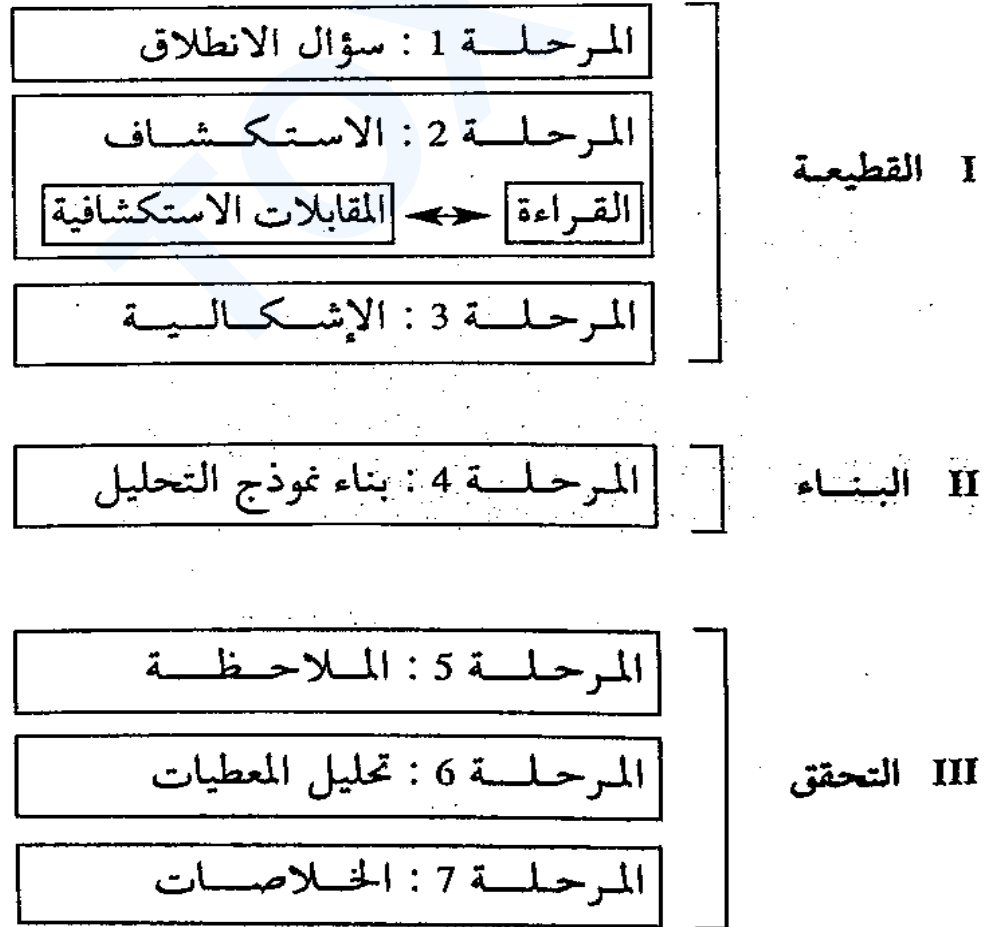 المرحلة 1 : سؤال الانطلاق
المرحلة 2 : الاستكشاف
I القطيعة
القراءة المقابلات الاستكشافية
المرحلة 3 : الإشكالية
II البناء
المرحلة 4 : بناء نموذج التحليل
المرحلة 5 : الملاحظة
III التحقق
المرحلة 6 : تحليل المعطيات
المرحلة 7 : الخلاصات